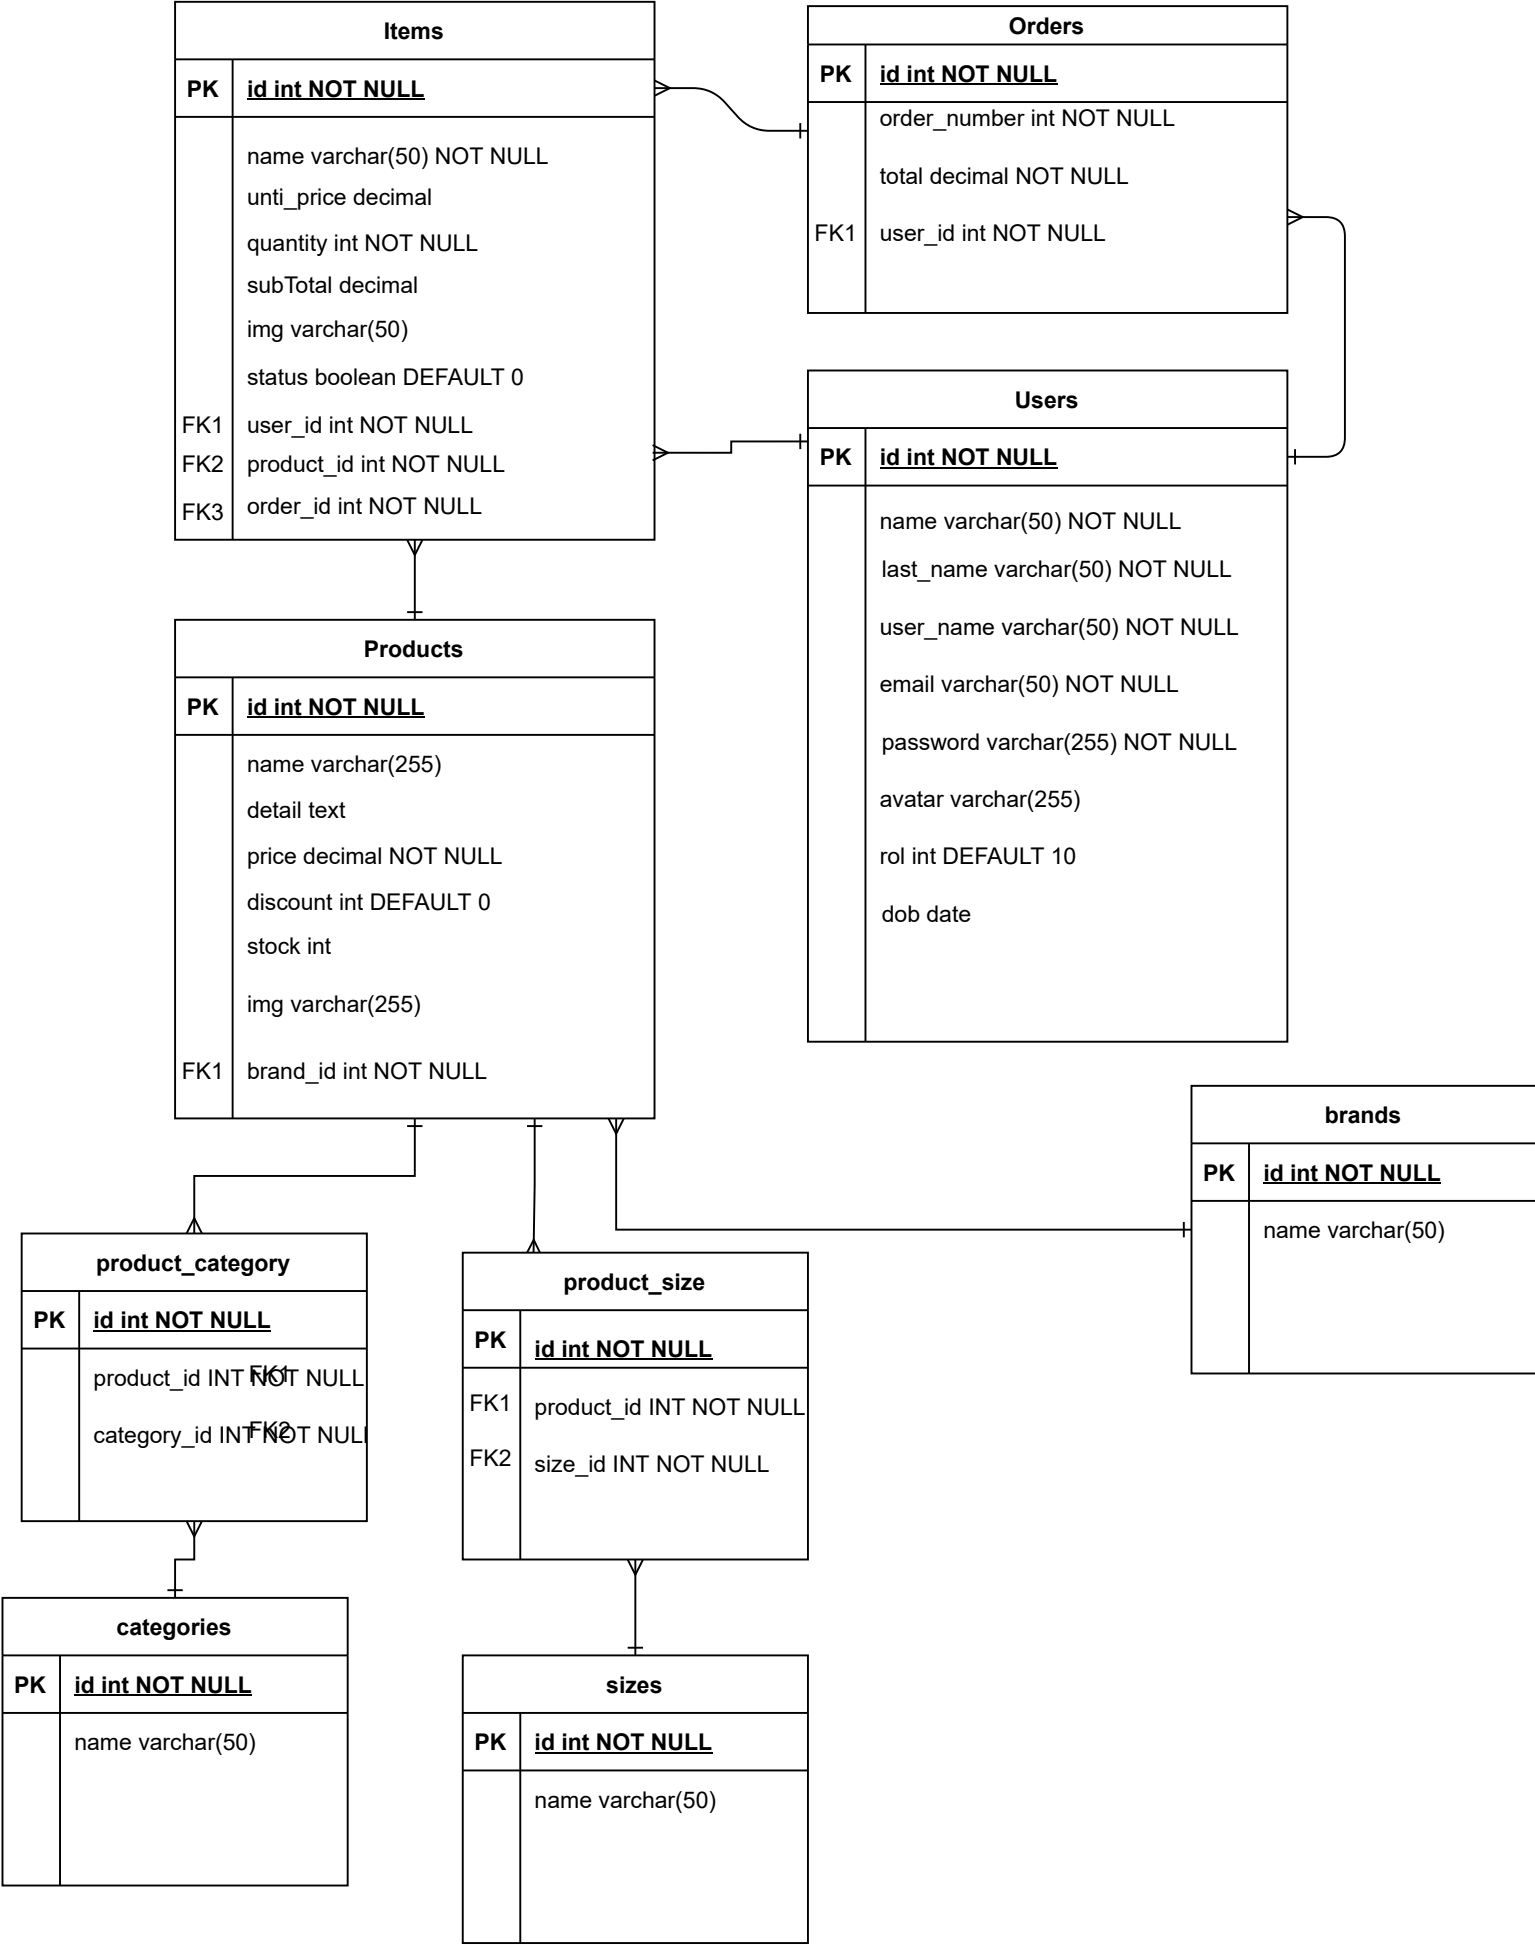 Items
PK id int NOT NULL
name varchar(50) NOT NULL
unti_price decimal
quantity int NOT NULL
subTotal decimal
img varchar(50)
status boolean DEFAULT 0
FK1 user_id int NOT NULL
FK2 product_id int NOT NULL
FK3 order_id int NOT NULL
Orders
PK id int NOT NULL
order_number int NOT NULL
total decimal NOT NULL
FK1 user_id int NOT NULL
Users
PK id int NOT NULL
name varchar(50) NOT NULL
last_name varchar(50) NOT NULL
user_name varchar(50) NOT NULL
email varchar(50) NOT NULL
password varchar(255) NOT NULL
avatar varchar(255)
rol int DEFAULT 10
dob date
Products
PK id int NOT NULL
name varchar(255)
detail text
price decimal NOT NULL
discount int DEFAULT 0
stock int
img varchar(255)
FK1 brand_id int NOT NULL
brands
PK id int NOT NULL
name varchar(50)
product_category
PK id int NOT NULL
product_id INT NOT NULL
FK1
category_id INT NOT NULL
FK2
product_size
PK id int NOT NULL
FK1 product_id INT NOT NULL
FK2 size_id INT NOT NULL
categories
PK id int NOT NULL
name varchar(50)
sizes
PK id int NOT NULL
name varchar(50)